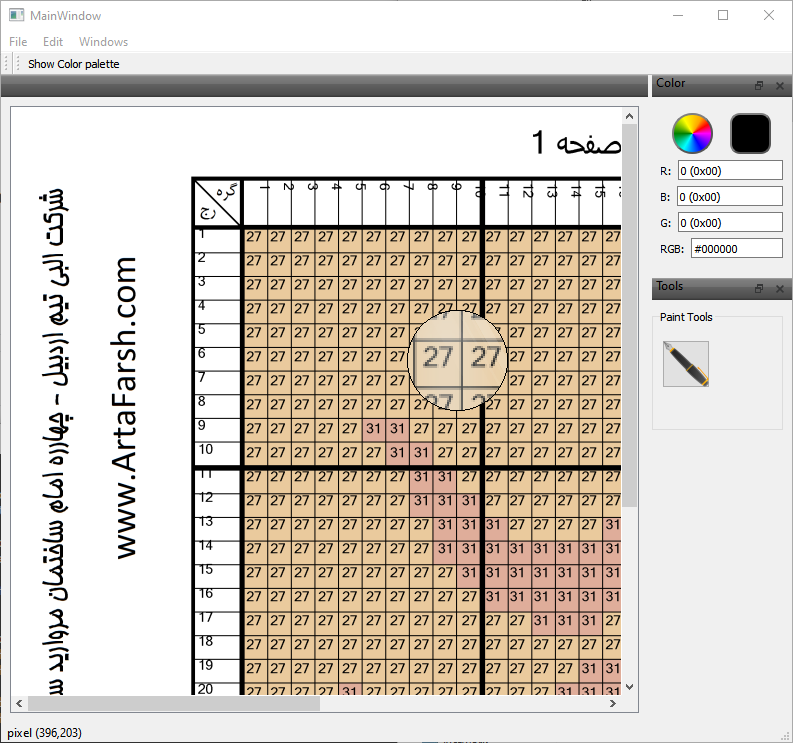 MainWindow
File Edit Windows
Show Color palette
Color
R: 0 (0x00)
B: 0 (0x00)
G: 0 (0x00)
RGB: #000000
Tools
Paint Tools
صفحه 1
شرکت آلبی تیم اردبیل - چهارراه امام ساختمان مروارید
www.ArtaFarsh.com
گره
رج
1 2 3 4 5 6 7 8 9 10 11 12 13 14 15
1 27 27 27 27 27 27 27 27 27 27 27 27 27 27 27 27
2 27 27 27 27 27 27 27 27 27 27 27 27 27 27 27 27
3 27 27 27 27 27 27 27 27 27 27 27 27 27 27 27 27
4 27 27 27 27 27 27 27 27 27 27 27 27 27 27 27 27
5 27 27 27 27 27 27 27 27 27 27 27 27 27
6 27 27 27 27 27 27 27 27 27 27 27 27 27 27 27
7 27 27 27 27 27 27 27 27 27 27 27 27 27
8 27 27 27 27 27 27 27 27 27 27 27 27 27
9 27 27 27 27 27 31 31 27 27 27 27 27 27 27 27 27
10 27 27 27 27 27 27 31 31 27 27 27 27 27 27 27 27
11 27 27 27 27 27 27 27 31 31 27 27 27 27 27 27 27
12 27 27 27 27 27 27 27 31 31 31 27 27 27 27 27 27
13 27 27 27 27 27 27 27 27 31 31 31 27 27 27 27 31
14 27 27 27 27 27 27 27 27 31 31 31 31 31 31 31 31
15 27 27 27 27 27 27 27 27 27 31 31 31 31 31 31 31
16 27 27 27 27 27 27 27 27 27 27 31 31 31 31 31 31
17 27 27 27 27 27 27 27 27 27 27 27 27 31 31 31 27
18 27 27 27 27 27 27 27 27 27 27 27 27 27 27 27 27
19 27 27 27 27 27 27 27 27 27 27 27 27 27 27 31 31
20 27 27 27 27 31 27 27 27 27 27 27 27 27 31 31 31
pixel (396,203)